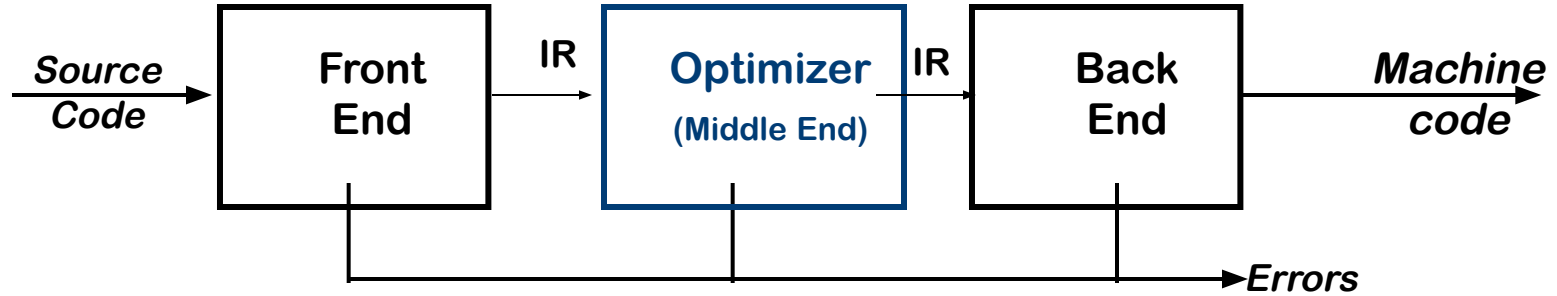 Source
Code
Front
End
IR
Optimizer
(Middle End)
IR
Back
End
Machine
code
Errors